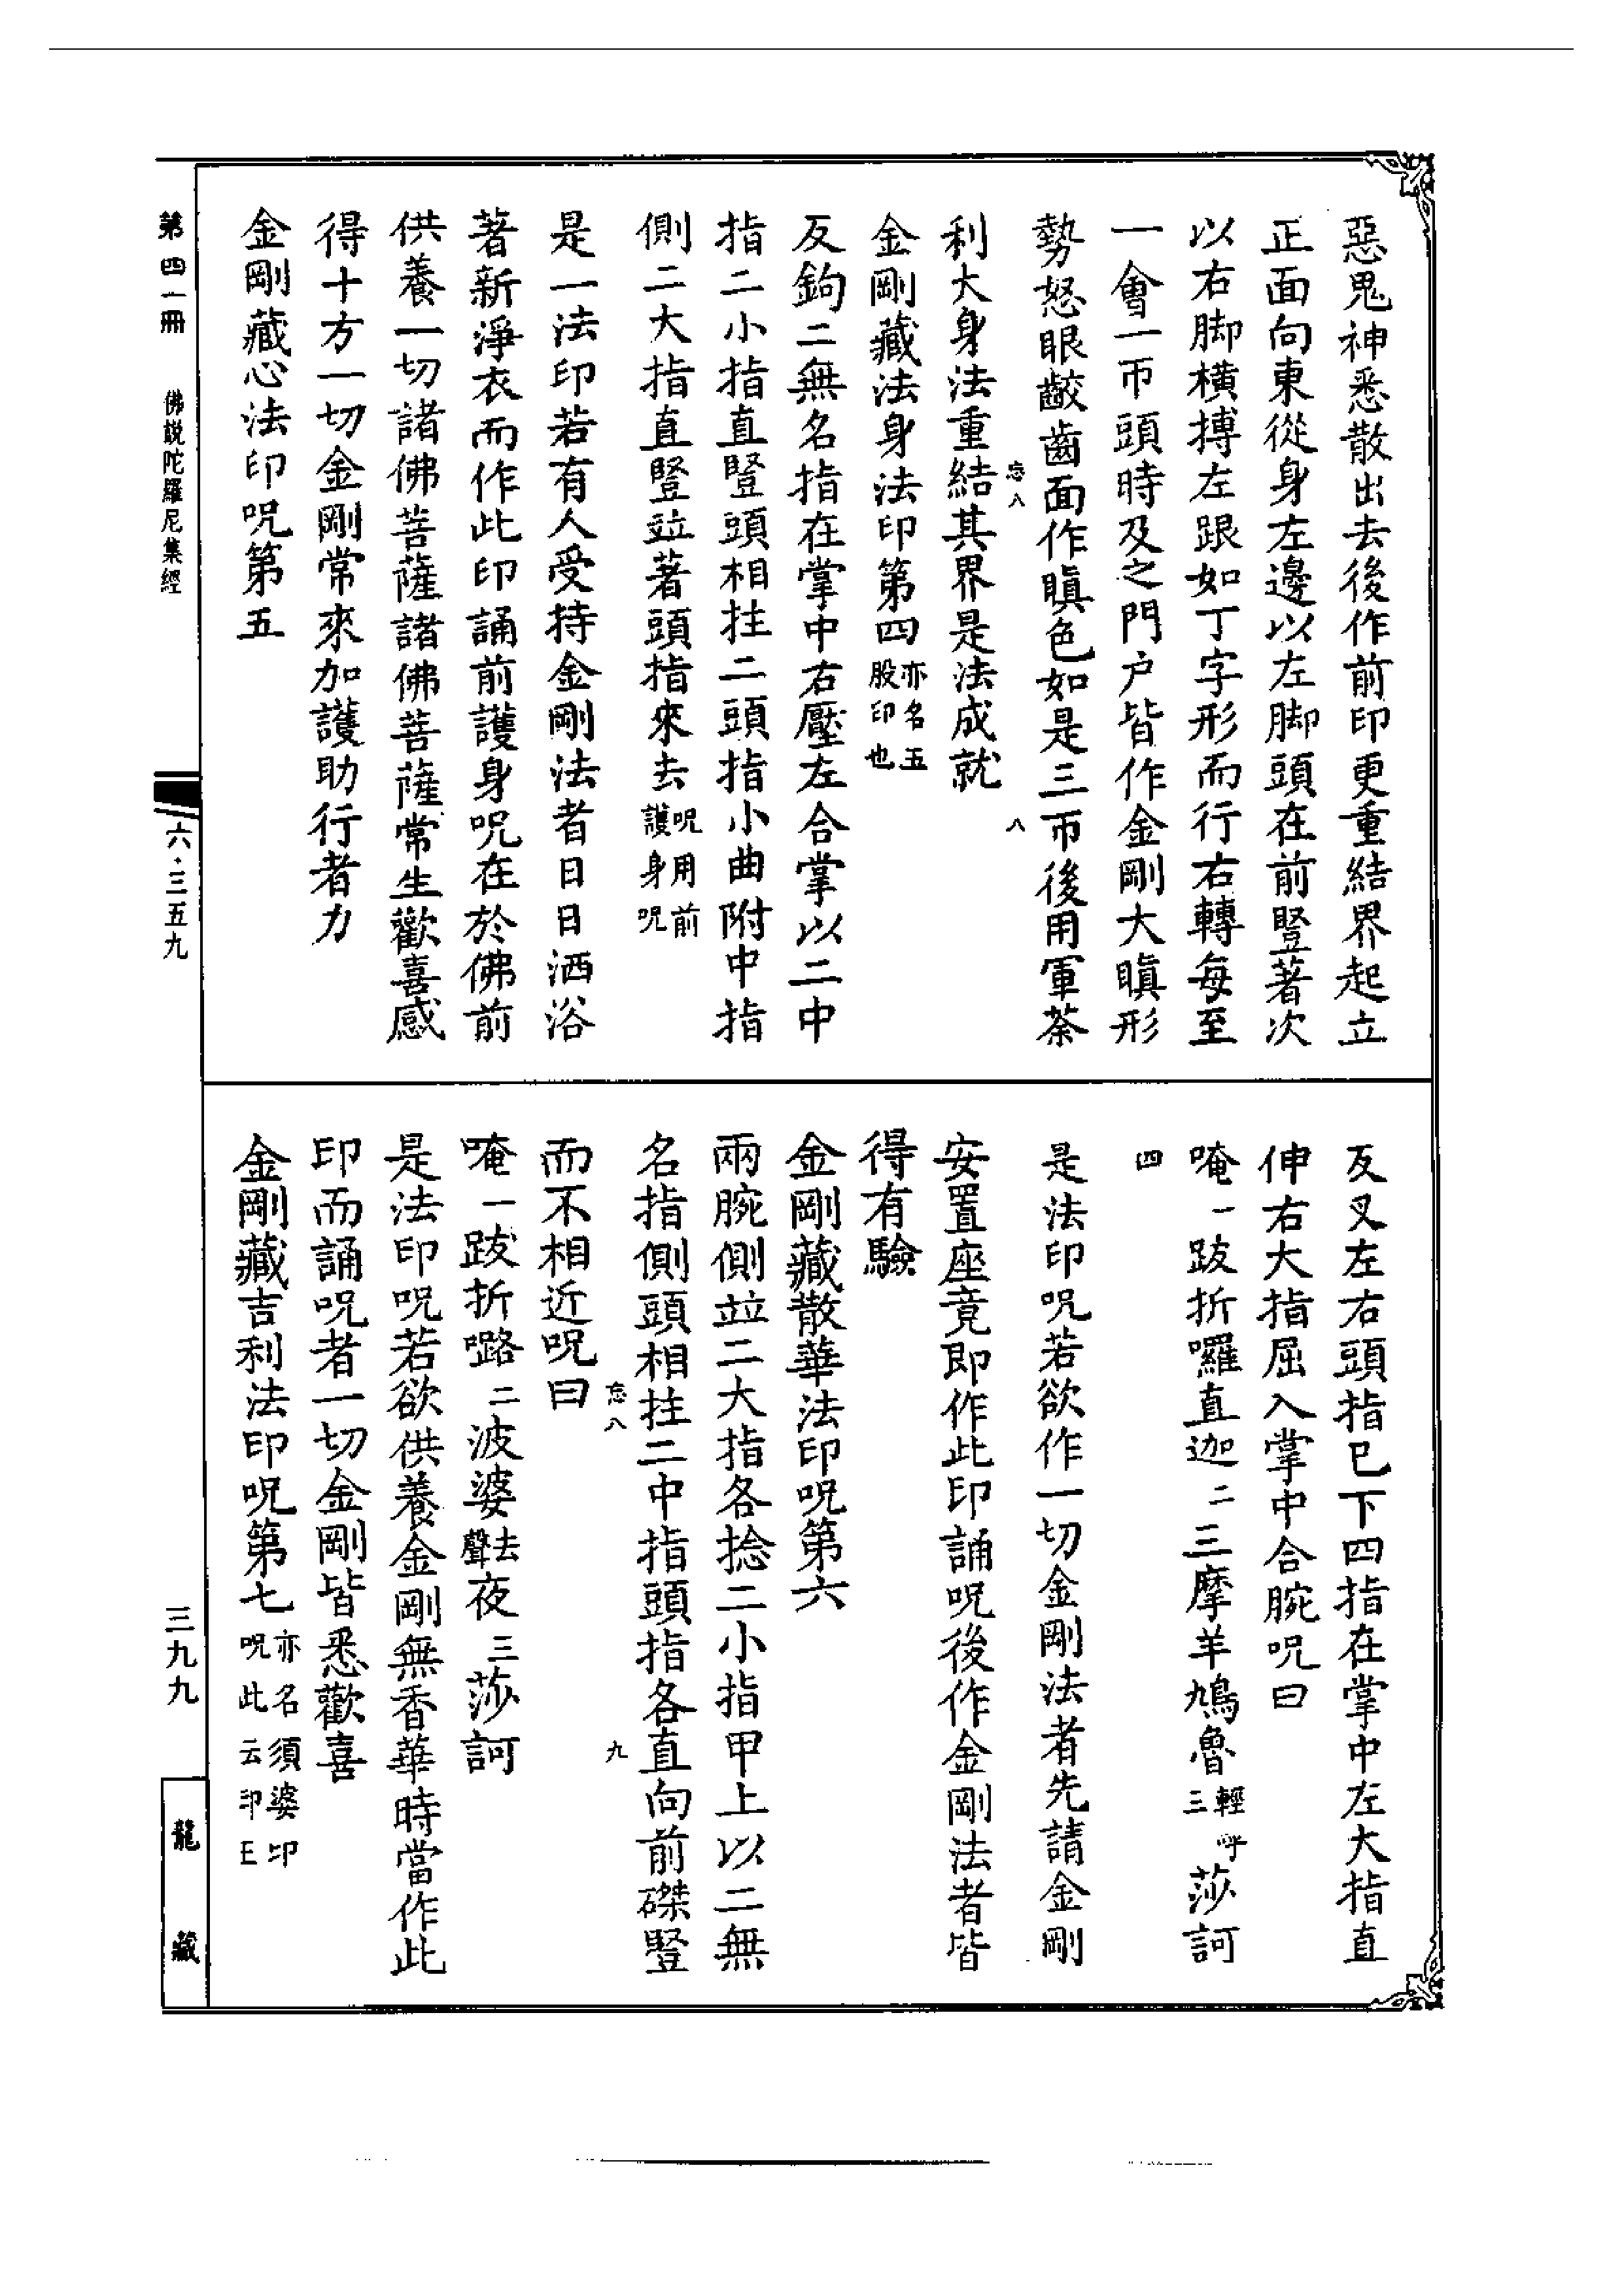 惡鬼神悉散出去後作前印更重結界起立
正面向東從身左邊以左脚頭在前豎著次
以右脚橫搏左跟如丁字形而行右轉每至
一會一帀頭時及之門户皆作金剛大瞋形
勢怒眼齩齒面作瞋色如是三帀後用軍荼
利大身法重結其界是法成就
忘八 八
金剛藏法身法印第四亦名五股印也
反鉤二無名指在掌中右壓左合掌以二中
指二小指直豎頭相拄二頭指小曲附中指
側二大指直豎竝著頭指來去呪用前護身呪
是一法印若有人受持金剛法者日日洒浴
著新淨衣而作此印誦前護身呪在於佛前
供養一切諸佛菩薩諸佛菩薩常生歡喜感
得十方一切金剛常來加護助行者力
金剛藏心法印呪第五
反叉左右頭指已下四指在掌中左大指直
伸右大指屈入掌中合腕呪曰
唵一跋折囉直迦二三摩羊鳩魯輕呼三莎訶
四
是法印呪若欲作一切金剛法者先請金剛
安置座竟即作此印誦呪後作金剛法者皆
得有驗
金剛藏散華法印呪第六
兩腕側竝二大指各捻二小指甲上以二無
名指側頭相拄二中指頭指各直向前磔豎
忘八 九
而不相近呪曰
唵一跋折㗚二波婆去聲夜三莎訶
是法印呪若欲供養金剛無香華時當作此
印而誦呪者一切金剛皆悉歡喜
金剛藏吉利法印呪第七亦名須婆印呪此云印王
第四一冊 佛説陀羅尼集經
六·三五九
三九九
龍藏